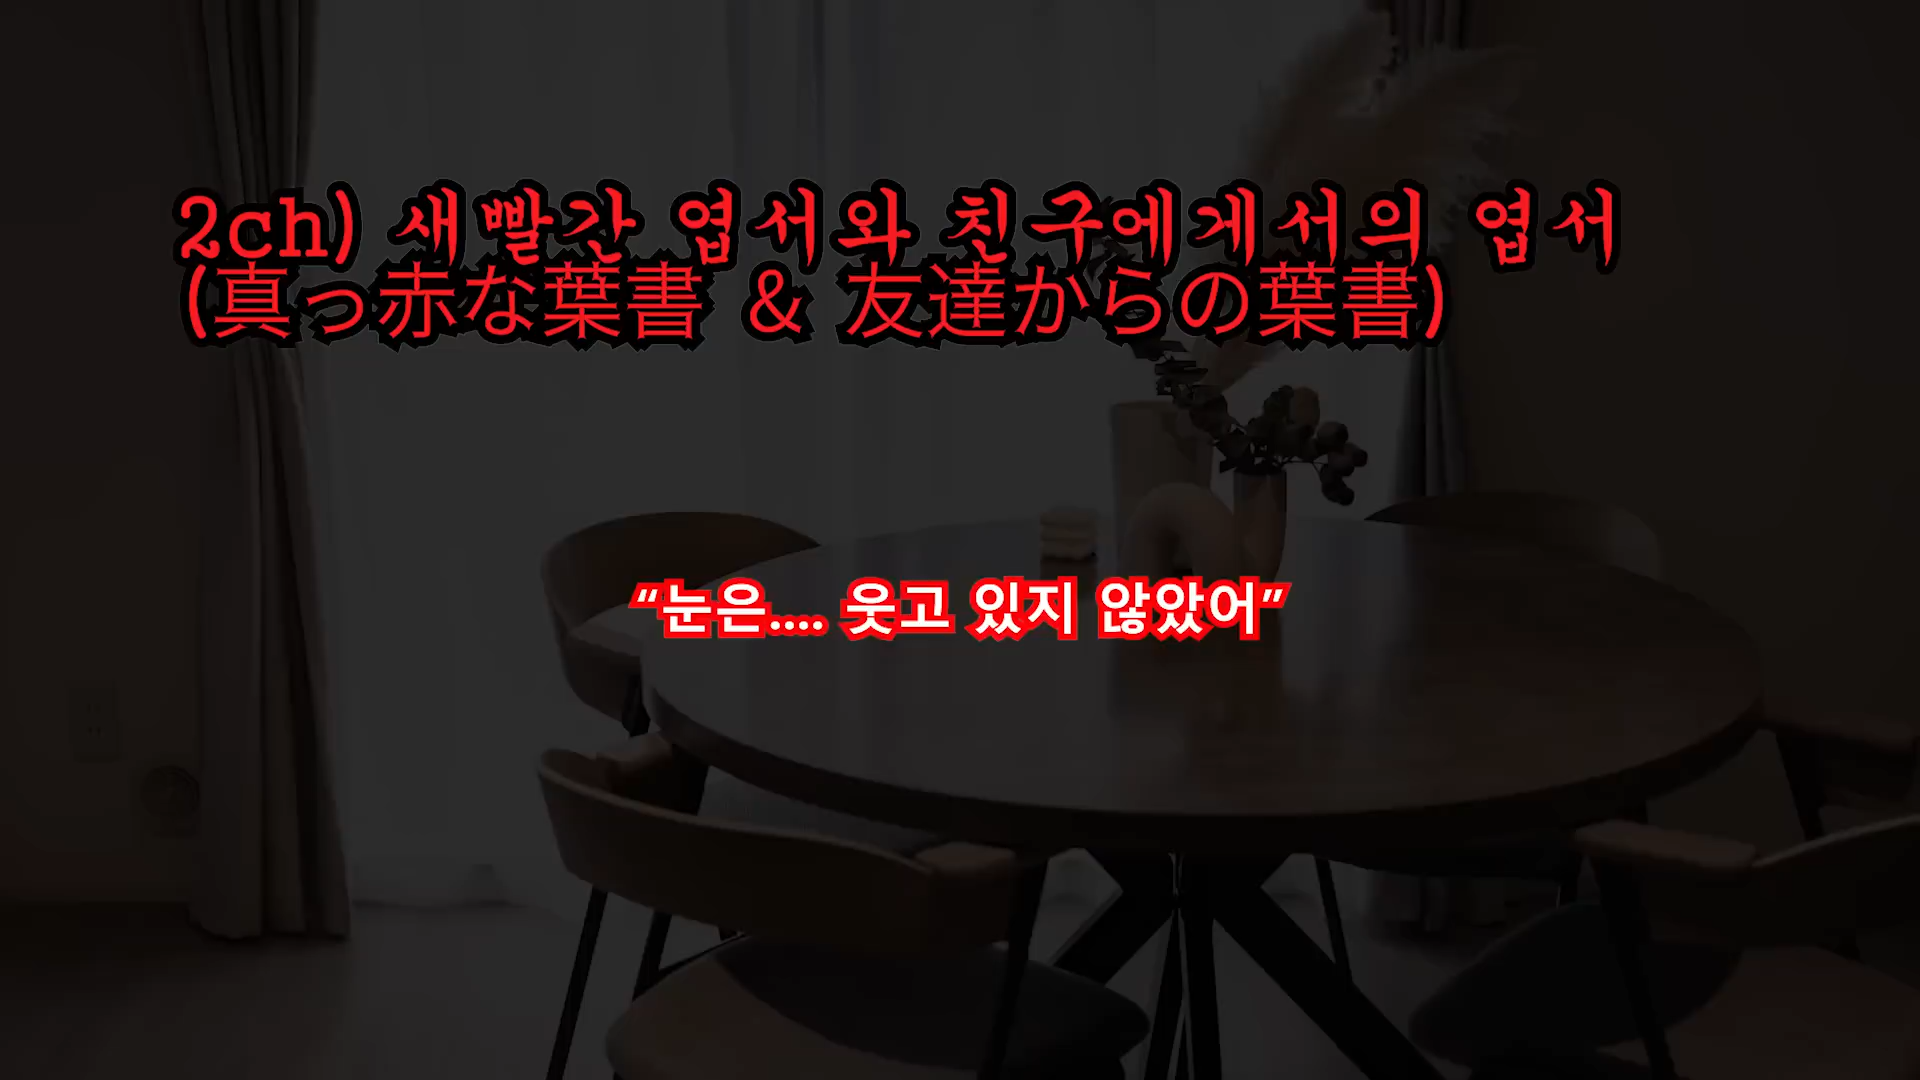 2ch) 새빨간 엽서와 친구에게서의 엽서
(真っ赤な葉書 & 友達からの葉書)
“눈은.... 웃고 있지 않았어”